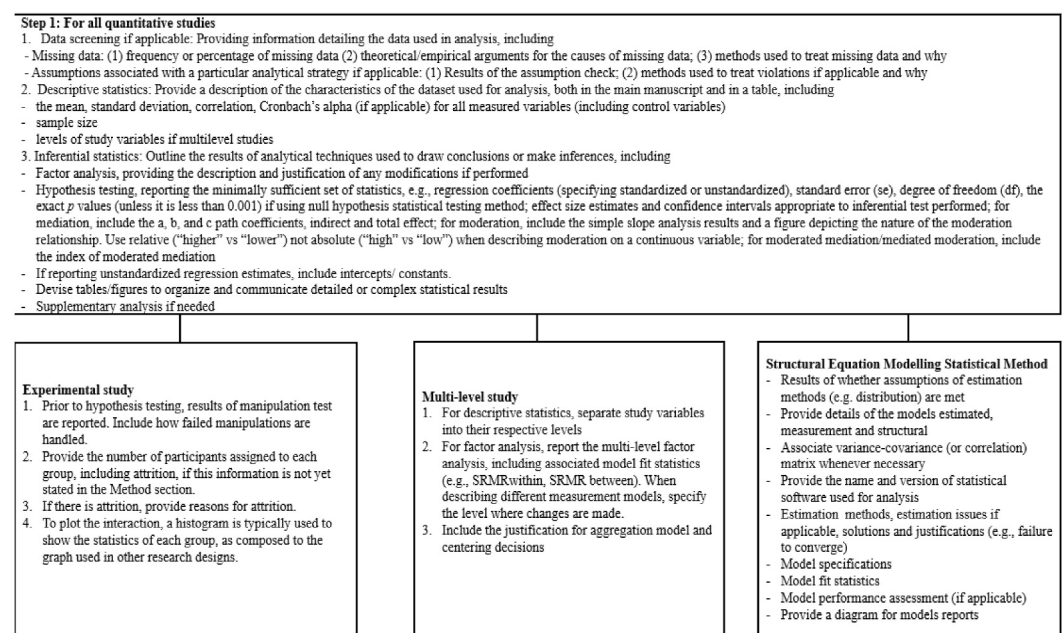 Step 1: For all quantitative studies
1. Data screening if applicable: Providing information detailing the data used in analysis, including
- Missing data: (1) frequency or percentage of missing data (2) theoretical/empirical arguments for the causes of missing data; (3) methods used to treat missing data and why
- Assumptions associated with a particular analytical strategy if applicable: (1) Results of the assumption check; (2) methods used to treat violations if applicable and why
2. Descriptive statistics: Provide a description of the characteristics of the dataset used for analysis, both in the main manuscript and in a table, including
- the mean, standard deviation, correlation, Cronbach's alpha (if applicable) for all measured variables (including control variables)
- sample size
- levels of study variables if multilevel studies
3. Inferential statistics: Outline the results of analytical techniques used to draw conclusions or make inferences, including
- Factor analysis, providing the description and justification of any modifications if performed
- Hypothesis testing, reporting the minimally sufficient set of statistics, e.g., regression coefficients (specifying standardized or unstandardized), standard error (se), degree of freedom (df), the
exact p values (unless it is less than 0.001) if using null hypothesis statistical testing method; effect size estimates and confidence intervals appropriate to inferential test performed; for
mediation, include the a, b, and c path coefficients, indirect and total effect; for moderation, include the simple slope analysis results and a figure depicting the nature of the moderation
relationship. Use relative ("higher" vs "lower") not absolute ("high" vs "low") when describing moderation on a continuous variable; for moderated mediation/mediated moderation, include
the index of moderated mediation
- If reporting unstandardized regression estimates, include intercepts/ constants.
- Devise tables/figures to organize and communicate detailed or complex statistical results
- Supplementary analysis if needed
Experimental study
1. Prior to hypothesis testing, results of manipulation test
are reported. Include how failed manipulations are
handled.
2. Provide the number of participants assigned to each
group, including attrition, if this information is not yet
stated in the Method section.
3. If there is attrition, provide reasons for attrition.
4. To plot the interaction, a histogram is typically used to
show the statistics of each group, as composed to the
graph used in other research designs.
Multi-level study
1. For descriptive statistics, separate study variables
into their respective levels
2. For factor analysis, report the multi-level factor
analysis, including associated model fit statistics
(e.g., SRMRwithin, SRMR between). When
describing different measurement models, specify
the level where changes are made.
3. Include the justification for aggregation model and
centering decisions
Structural Equation Modelling Statistical Method
- Results of whether assumptions of estimation
methods (e.g. distribution) are met
- Provide details of the models estimated,
measurement and structural
- Associate variance-covariance (or correlation)
matrix whenever necessary
- Provide the name and version of statistical
software used for analysis
- Estimation methods, estimation issues if
applicable, solutions and justifications (e.g., failure
to converge)
- Model specifications
- Model fit statistics
- Model performance assessment (if applicable)
- Provide a diagram for models reports